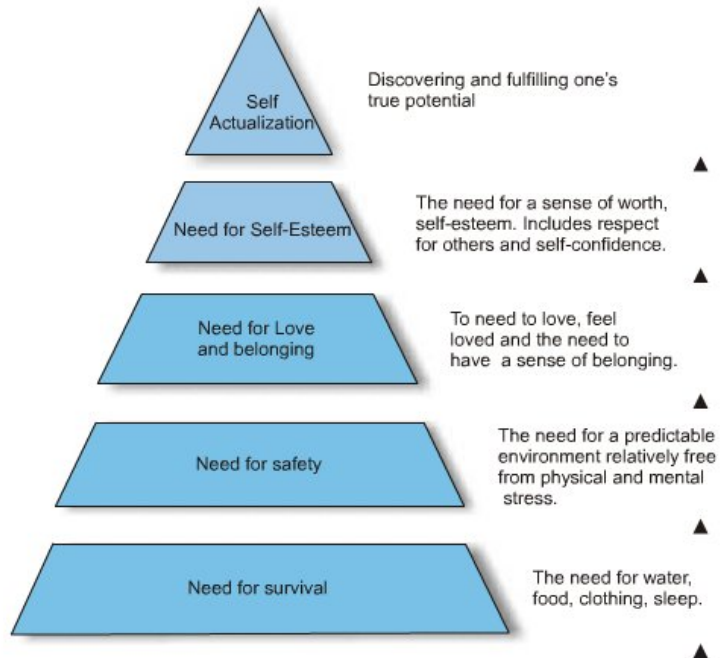 Self
Actualization
Discovering and fulfilling one's
true potential
Need for Self-Esteem
The need for a sense of worth,
self-esteem. Includes respect
for others and self-confidence.
Need for Love
and belonging
To need to love, feel
loved and the need to
have a sense of belonging.
Need for safety
The need for a predictable
environment relatively free
from physical and mental
stress.
Need for survival
The need for water,
food, clothing, sleep.